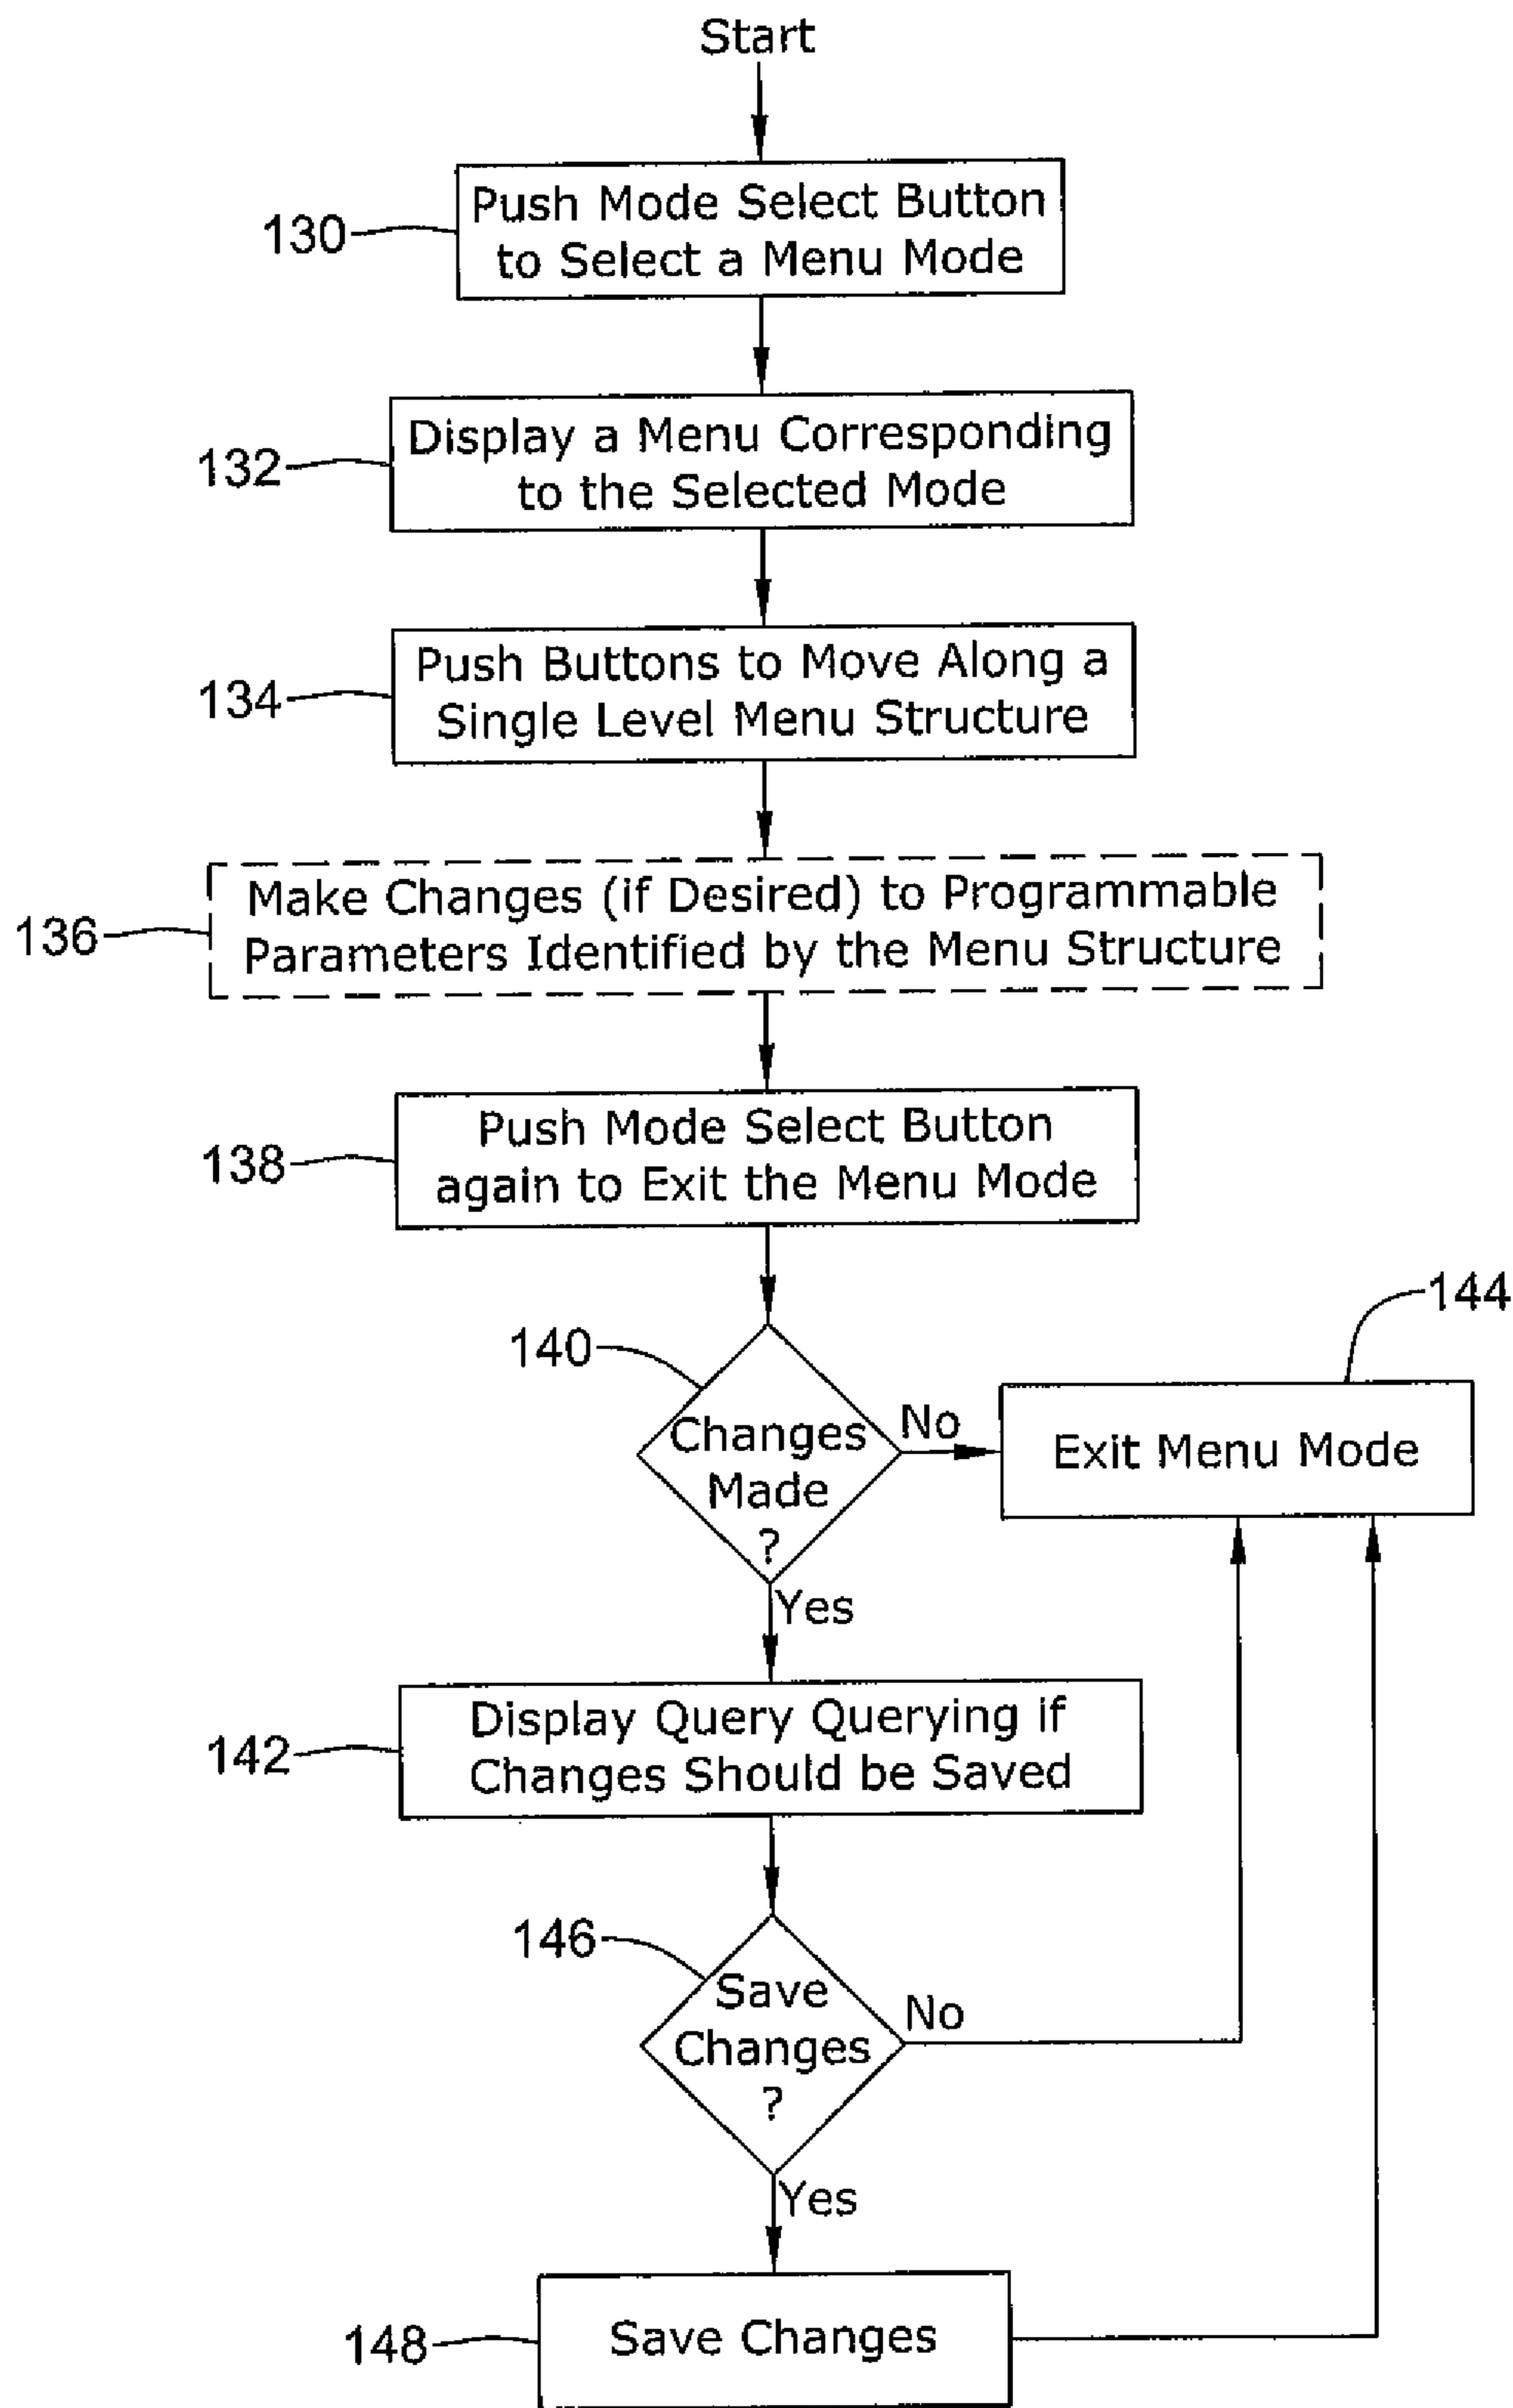 Start
130
Push Mode Select Button
to Select a Menu Mode
132
Display a Menu Corresponding
to the Selected Mode
134
Push Buttons to Move Along a
Single Level Menu Structure
136
Make Changes (if Desired) to Programmable
Parameters Identified by the Menu Structure
138
Push Mode Select Button
again to Exit the Menu Mode
140
Changes
Made
?
No
144
Exit Menu Mode
Yes
142
Display Query Querying if
Changes Should be Saved
146
Save
Changes
?
No
Yes
148
Save Changes